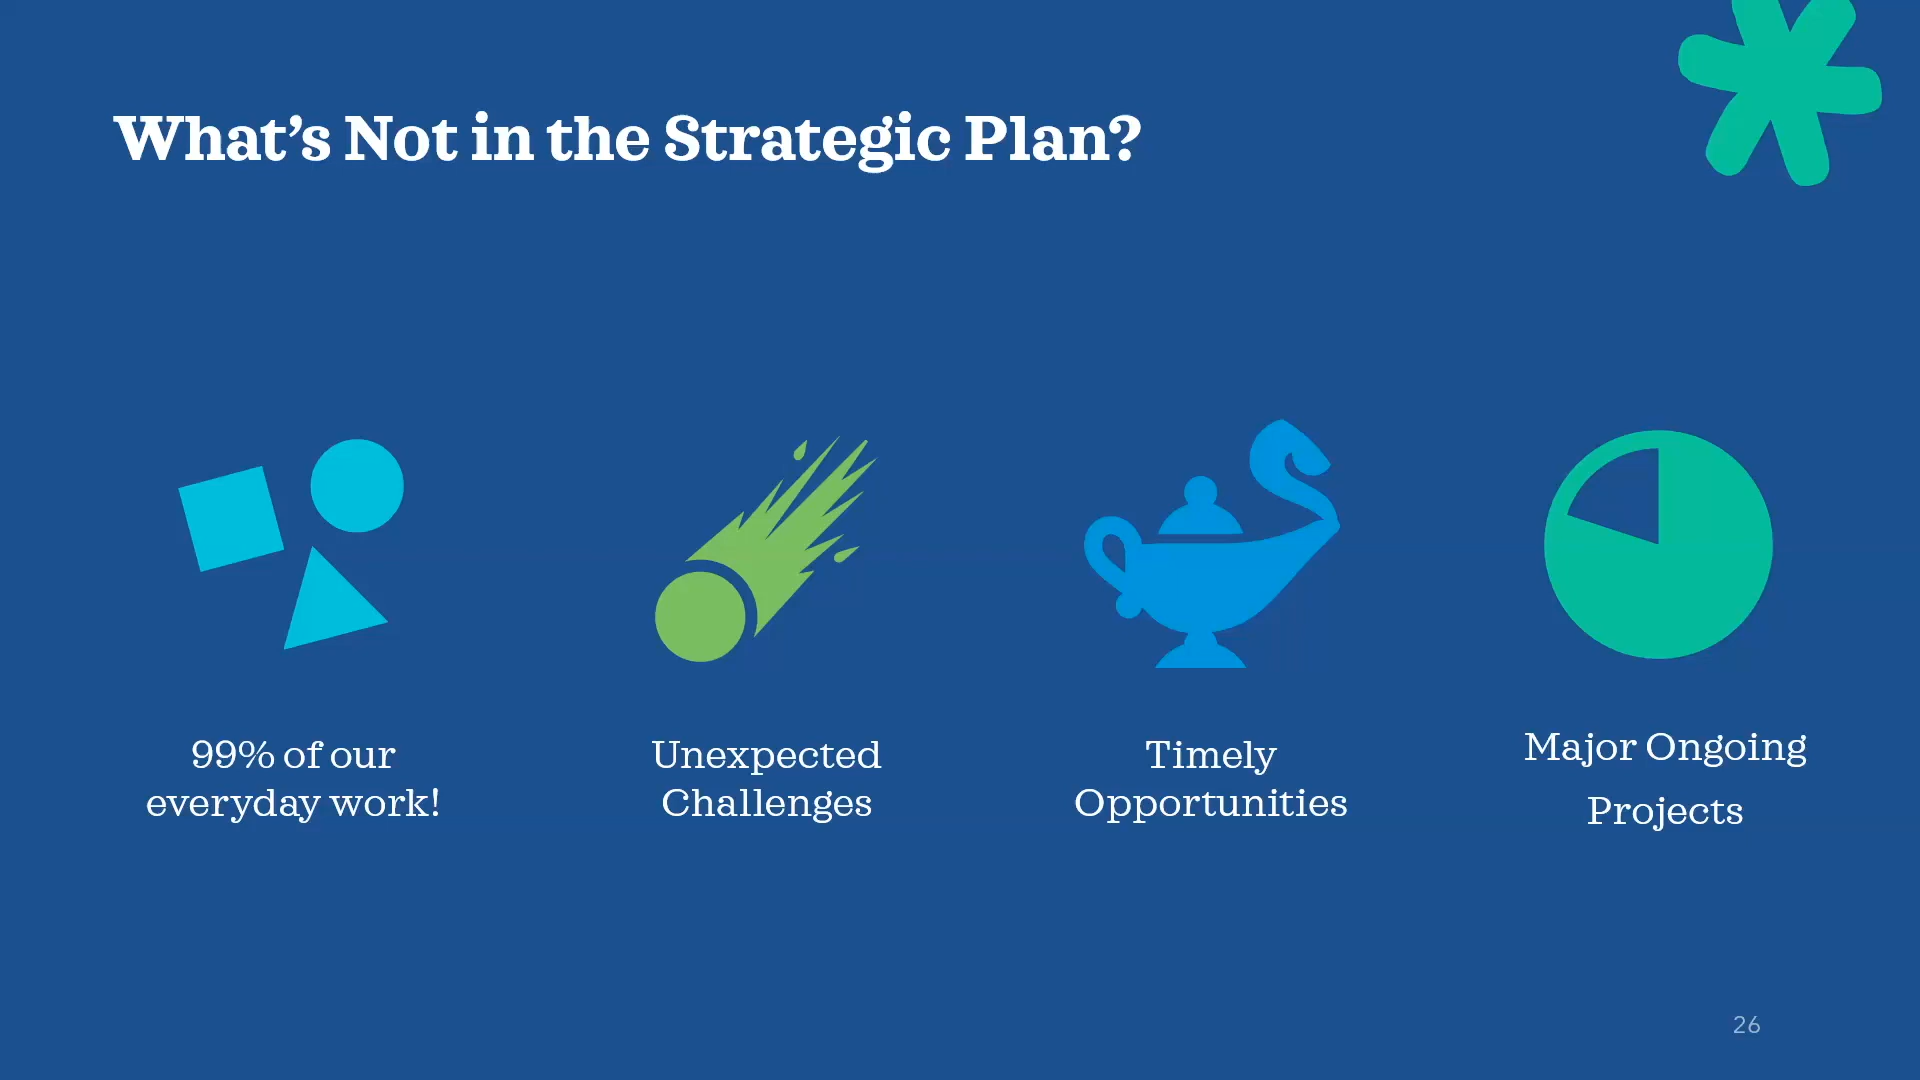 What’s Not in the Strategic Plan?
99% of our
everyday work!
Unexpected
Challenges
Timely
Opportunities
Major Ongoing
Projects
26